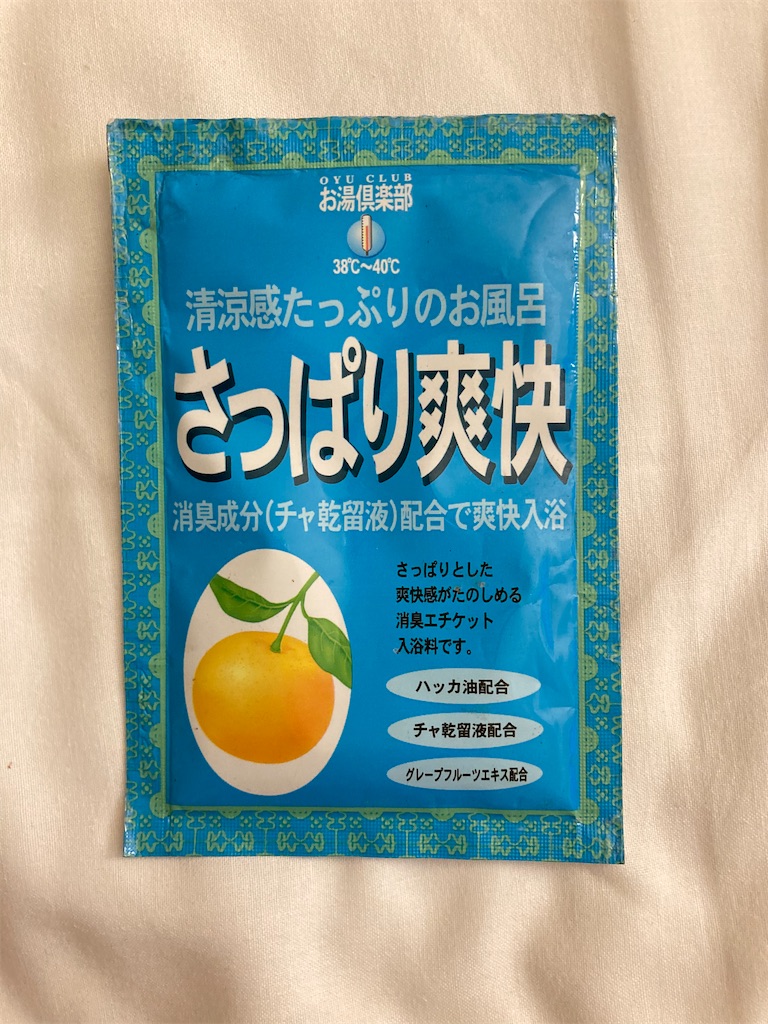 OYU CLUB
お湯倶楽部
38℃～40℃
清涼感たっぷりのお風呂
さっぱり爽快
消臭成分(チャ乾留液)配合で爽快入浴
さっぱりとした
爽快感がたのしめる
消臭エチケット
入浴料です。
ハッカ油配合
チャ乾留液配合
グレープフルーツエキス配合